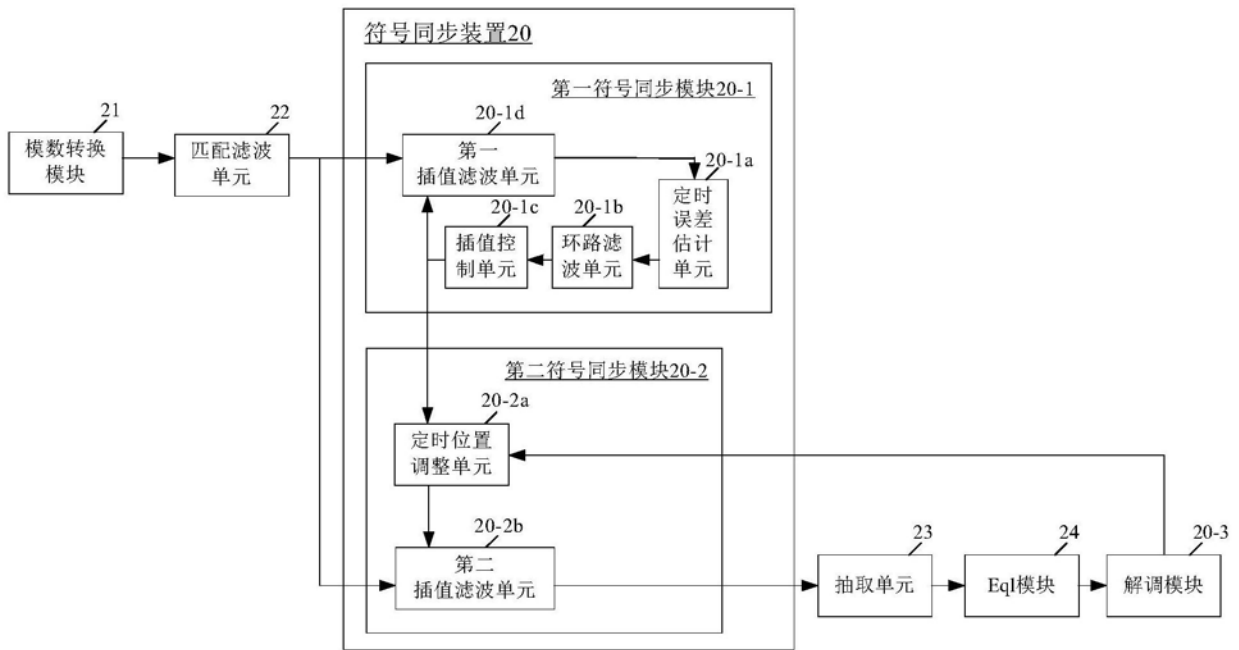 符号同步装置20
第一符号同步模块20-1
21
模数转换
模块
22
匹配滤波
单元
20-1d
第一
插值滤波单元
20-1a
定时
误差
估计
单元
20-1c
插值控
制单元
20-1b
环路滤
波单元
第二符号同步模块20-2
20-2a
定时位置
调整单元
20-2b
第二
插值滤波单元
23
抽取单元
24
Eql模块
20-3
解调模块